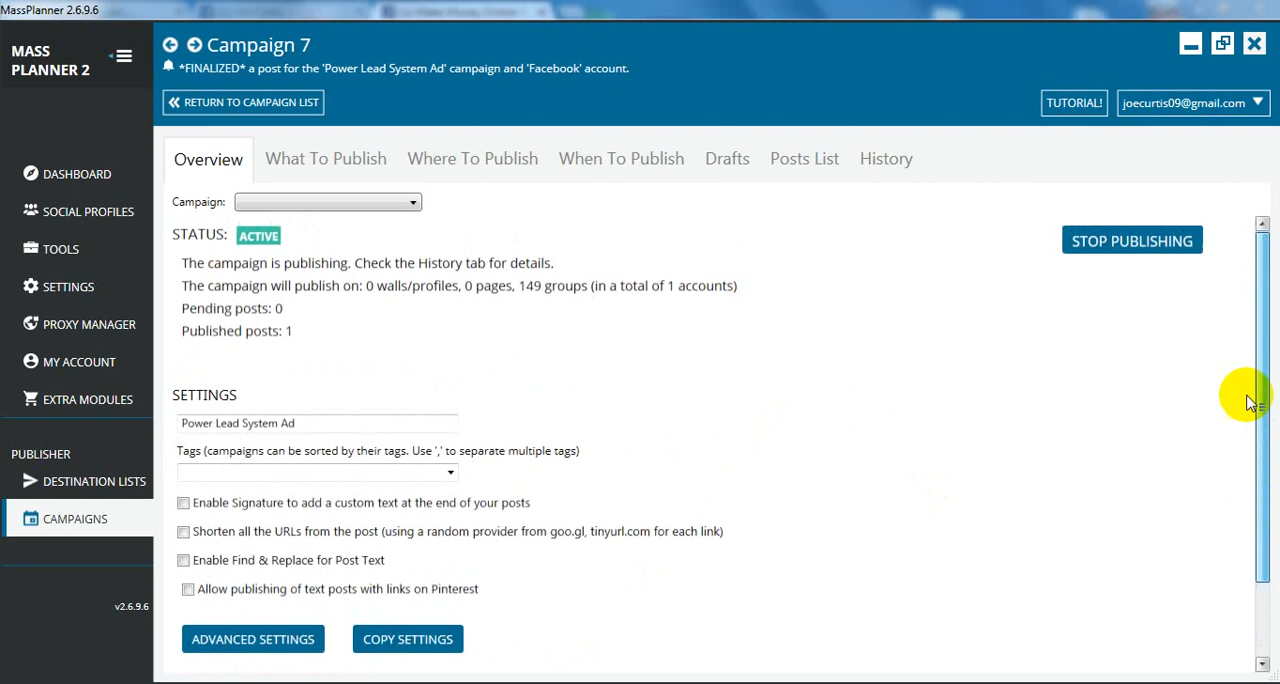 MassPlanner 2.6.9.6
MASS
PLANNER 2
Campaign 7
*FINALIZED* a post for the 'Power Lead System Ad' campaign and 'Facebook' account.
RETURN TO CAMPAIGN LIST
TUTORIAL!
joecurtis09@gmail.com
DASHBOARD
SOCIAL PROFILES
TOOLS
SETTINGS
PROXY MANAGER
MY ACCOUNT
EXTRA MODULES
PUBLISHER
DESTINATION LISTS
CAMPAIGNS
v2.6.9.6
Overview What To Publish Where To Publish When To Publish Drafts Posts List History
Campaign:
STATUS: ACTIVE
STOP PUBLISHING
The campaign is publishing. Check the History tab for details.
The campaign will publish on: 0 walls/profiles, 0 pages, 149 groups (in a total of 1 accounts)
Pending posts: 0
Published posts: 1
SETTINGS
Power Lead System Ad
Tags (campaigns can be sorted by their tags. Use ',' to separate multiple tags)
Enable Signature to add a custom text at the end of your posts
Shorten all the URLs from the post (using a random provider from goo.gl, tinyurl.com for each link)
Enable Find & Replace for Post Text
Allow publishing of text posts with links on Pinterest
ADVANCED SETTINGS
COPY SETTINGS